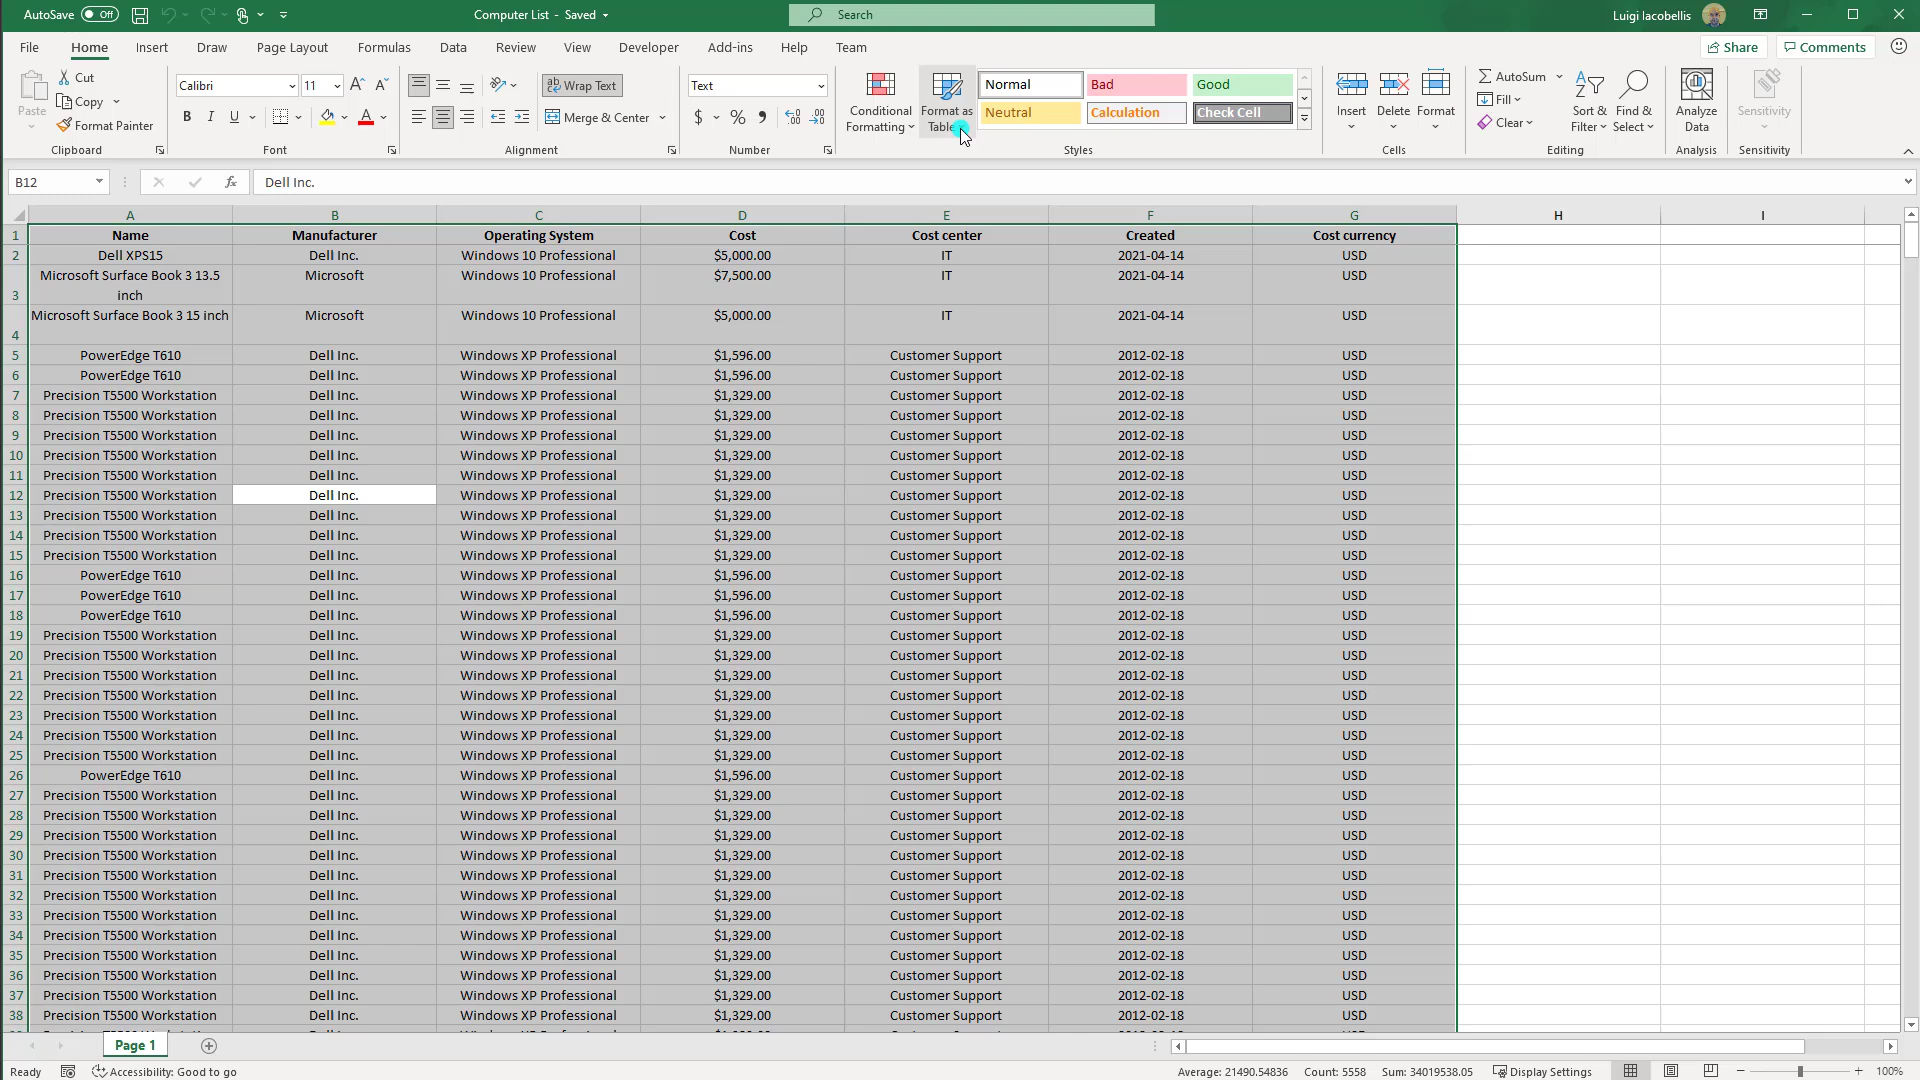 AutoSave Off Computer List - Saved Search Luigi Iacobellis
File Home Insert Draw Page Layout Formulas Data Review View Developer Add-ins Help Team Share Comments
Paste
Cut
Copy
Format Painter
Clipboard
Calibri 11
B I U
Font
Wrap Text
Merge & Center
Alignment
Text
$ % ,
Number
Conditional
Formatting
Format as
Table
Normal Bad Good
Neutral Calculation Check Cell
Styles
Insert Delete Format
Cells
AutoSum
Fill
Clear
Sort &
Filter
Find &
Select
Editing
Analyze
Data
Analysis
Sensitivity
Sensitivity
B12 fx Dell Inc.
A B C D E F G H I
1 Name Manufacturer Operating System Cost Cost center Created Cost currency
2 Dell XPS15 Dell Inc. Windows 10 Professional $5,000.00 IT 2021-04-14 USD
Microsoft Surface Book 3 13.5 Microsoft Windows 10 Professional $7,500.00 IT 2021-04-14 USD
3 inch
Microsoft Surface Book 3 15 inch Microsoft Windows 10 Professional $5,000.00 IT 2021-04-14 USD
4
5 PowerEdge T610 Dell Inc. Windows XP Professional $1,596.00 Customer Support 2012-02-18 USD
6 PowerEdge T610 Dell Inc. Windows XP Professional $1,596.00 Customer Support 2012-02-18 USD
7 Precision T5500 Workstation Dell Inc. Windows XP Professional $1,329.00 Customer Support 2012-02-18 USD
8 Precision T5500 Workstation Dell Inc. Windows XP Professional $1,329.00 Customer Support 2012-02-18 USD
9 Precision T5500 Workstation Dell Inc. Windows XP Professional $1,329.00 Customer Support 2012-02-18 USD
10 Precision T5500 Workstation Dell Inc. Windows XP Professional $1,329.00 Customer Support 2012-02-18 USD
11 Precision T5500 Workstation Dell Inc. Windows XP Professional $1,329.00 Customer Support 2012-02-18 USD
12 Precision T5500 Workstation Dell Inc. Windows XP Professional $1,329.00 Customer Support 2012-02-18 USD
13 Precision T5500 Workstation Dell Inc. Windows XP Professional $1,329.00 Customer Support 2012-02-18 USD
14 Precision T5500 Workstation Dell Inc. Windows XP Professional $1,329.00 Customer Support 2012-02-18 USD
15 Precision T5500 Workstation Dell Inc. Windows XP Professional $1,329.00 Customer Support 2012-02-18 USD
16 PowerEdge T610 Dell Inc. Windows XP Professional $1,596.00 Customer Support 2012-02-18 USD
17 PowerEdge T610 Dell Inc. Windows XP Professional $1,596.00 Customer Support 2012-02-18 USD
18 PowerEdge T610 Dell Inc. Windows XP Professional $1,596.00 Customer Support 2012-02-18 USD
19 Precision T5500 Workstation Dell Inc. Windows XP Professional $1,329.00 Customer Support 2012-02-18 USD
20 Precision T5500 Workstation Dell Inc. Windows XP Professional $1,329.00 Customer Support 2012-02-18 USD
21 Precision T5500 Workstation Dell Inc. Windows XP Professional $1,329.00 Customer Support 2012-02-18 USD
22 Precision T5500 Workstation Dell Inc. Windows XP Professional $1,329.00 Customer Support 2012-02-18 USD
23 Precision T5500 Workstation Dell Inc. Windows XP Professional $1,329.00 Customer Support 2012-02-18 USD
24 Precision T5500 Workstation Dell Inc. Windows XP Professional $1,329.00 Customer Support 2012-02-18 USD
25 Precision T5500 Workstation Dell Inc. Windows XP Professional $1,329.00 Customer Support 2012-02-18 USD
26 PowerEdge T610 Dell Inc. Windows XP Professional $1,596.00 Customer Support 2012-02-18 USD
27 Precision T5500 Workstation Dell Inc. Windows XP Professional $1,329.00 Customer Support 2012-02-18 USD
28 Precision T5500 Workstation Dell Inc. Windows XP Professional $1,329.00 Customer Support 2012-02-18 USD
29 Precision T5500 Workstation Dell Inc. Windows XP Professional $1,329.00 Customer Support 2012-02-18 USD
30 Precision T5500 Workstation Dell Inc. Windows XP Professional $1,329.00 Customer Support 2012-02-18 USD
31 Precision T5500 Workstation Dell Inc. Windows XP Professional $1,329.00 Customer Support 2012-02-18 USD
32 Precision T5500 Workstation Dell Inc. Windows XP Professional $1,329.00 Customer Support 2012-02-18 USD
33 Precision T5500 Workstation Dell Inc. Windows XP Professional $1,329.00 Customer Support 2012-02-18 USD
34 Precision T5500 Workstation Dell Inc. Windows XP Professional $1,329.00 Customer Support 2012-02-18 USD
35 Precision T5500 Workstation Dell Inc. Windows XP Professional $1,329.00 Customer Support 2012-02-18 USD
36 Precision T5500 Workstation Dell Inc. Windows XP Professional $1,329.00 Customer Support 2012-02-18 USD
37 Precision T5500 Workstation Dell Inc. Windows XP Professional $1,329.00 Customer Support 2012-02-18 USD
38 Precision T5500 Workstation Dell Inc. Windows XP Professional $1,329.00 Customer Support 2012-02-18 USD
Page 1
Ready Accessibility: Good to go Average: 21490.54836 Count: 5558 Sum: 34019538.05 Display Settings 100%